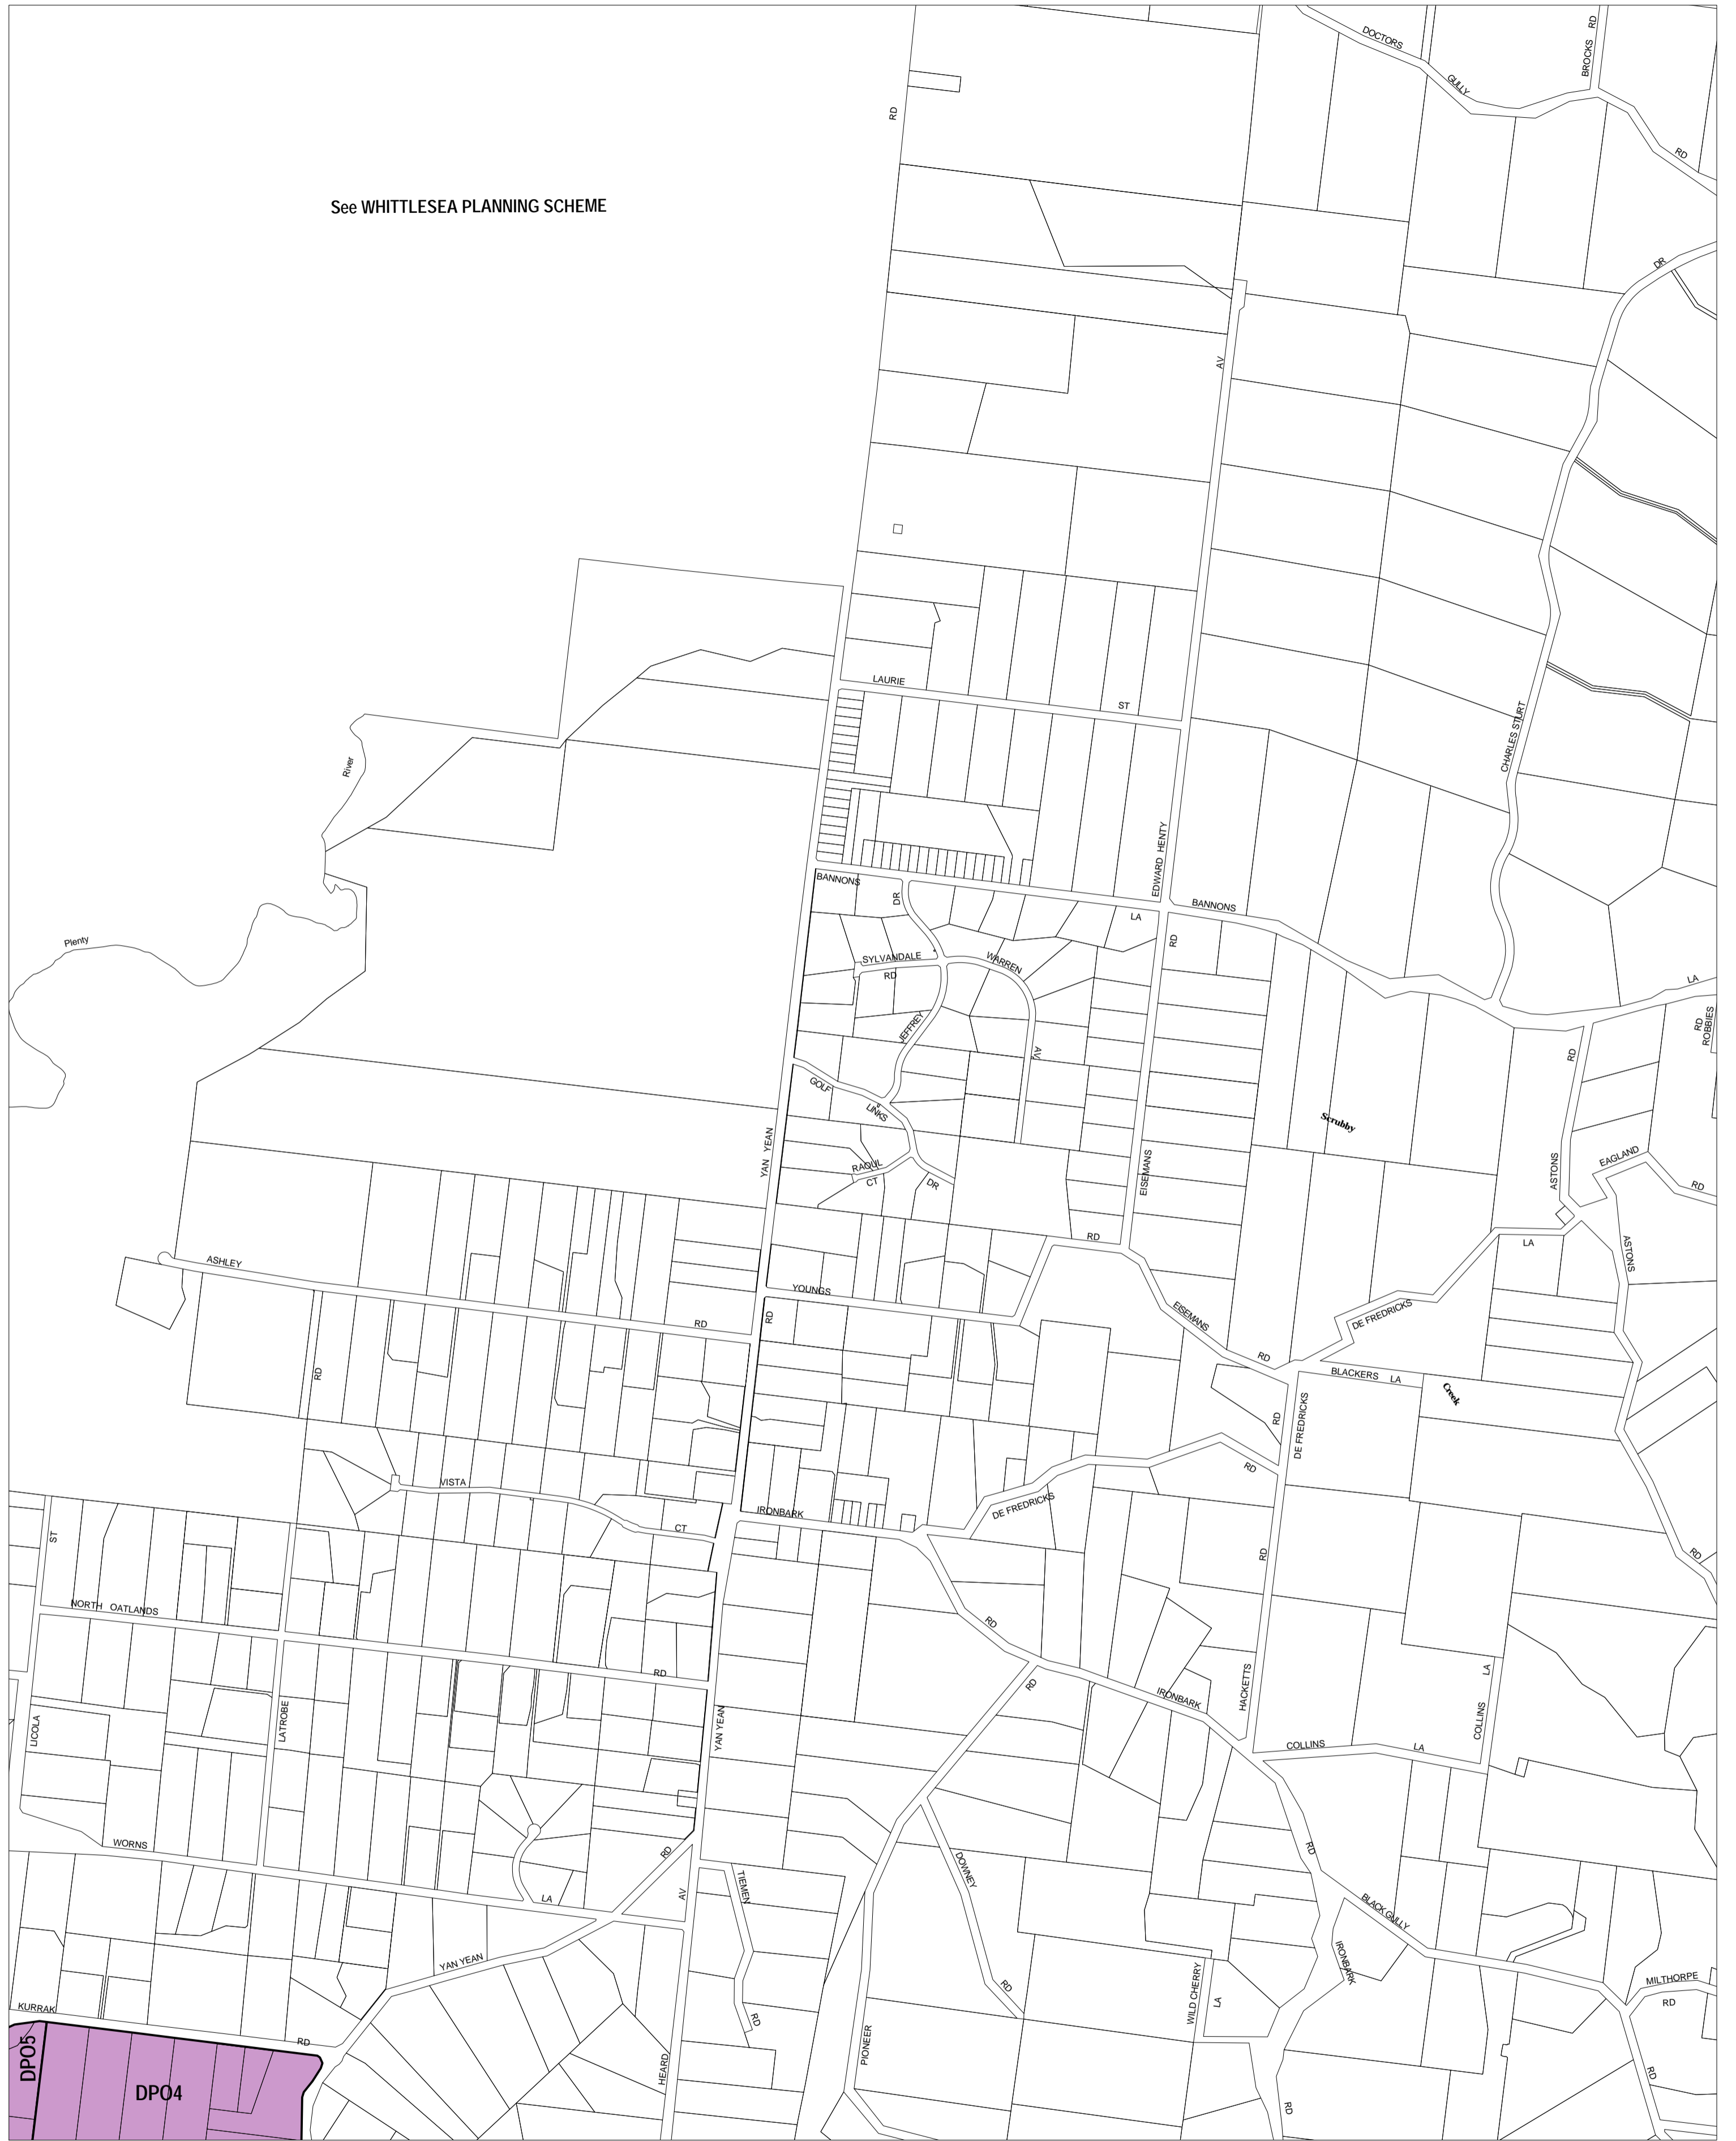 DOCTORS
GULLY
BROCKS RD
RD
RD
See WHITTLESEA PLANNING SCHEME
DR
AV
LAURIE
ST
CHARLES STURT
River
EDWARD HENTY
BANNONS
DR
LA
BANNONS
RD
Plenty
SYLVANDALE
RD
WARREN
LA
RD
ROBBIES
JEFFREY
AV
RD
GOLF
LINKS
Scrubby
YAN YEAN
RAOUL
CT
DR
EISEMANS
ASTONS
EAGLAND
RD
RD
LA
ASTONS
ASHLEY
YOUNGS
RD
RD
EISEMANS
DE FREDRICKS
RD
RD
BLACKERS LA
Creek
RD
DE FREDRICKS
VISTA
RD
IRONBARK
DE FREDRICKS
CT
ST
RD
RD
NORTH OATLANDS
RD
RD
RD
LA
IRONBARK
HACKETTS
LICOLA
LATROBE
YAN YEAN
COLLINS
COLLINS
LA
WORNS
RD
RD
DOWNEY
TIEMEN
LA
AV
BLACK GULLY
YAN YEAN
IRONBARK
WILD CHERRY
LA
MILTHORPE
RD
KURRAK
RD
RD
RD
PIONEER
HEARD
RD
RD
DPO5
DPO4